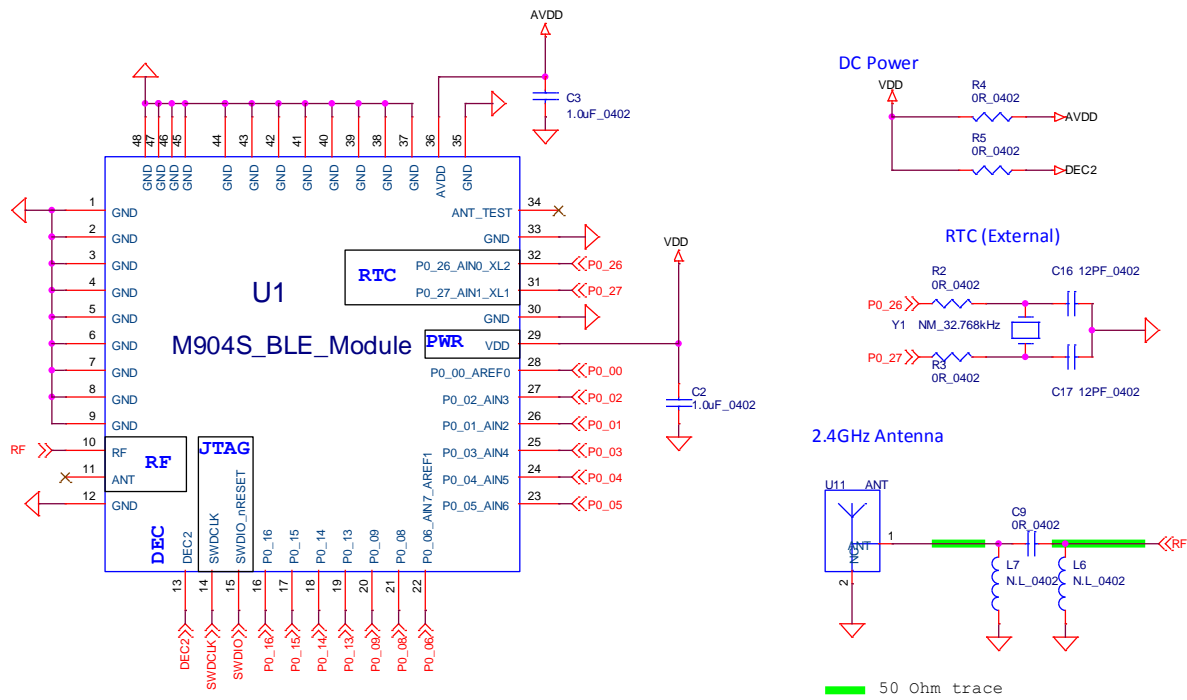 AVDD
C3
1.0uF_0402
48
47
46
45
44
43
42
41
40
39
38
37
36
35
GND
GND
GND
GND
GND
GND
GND
GND
GND
GND
GND
GND
AVDD
GND
1 GND
2 GND
3 GND
4 GND
5 GND
6 GND
7 GND
8 GND
9 GND
RF 10 RF
11 ANT
12 GND
RF
JTAG
DEC
U1
M904S_BLE_Module
RTC
PWR
ANT_TEST 34
GND 33
P0_26_AIN0_XL2 32 P0_26
P0_27_AIN1_XL1 31 P0_27
GND 30
VDD 29
P0_00_AREF0 28 P0_00
P0_02_AIN3 27 P0_02
P0_01_AIN2 26 P0_01
P0_03_AIN4 25 P0_03
P0_04_AIN5 24 P0_04
P0_05_AIN6 23 P0_05
VDD
C2
1.0uF_0402
DEC2
SWDCLK
SWDIO_nRESET
P0_16
P0_15
P0_14
P0_13
P0_09
P0_08
P0_06_AIN7_AREF1
13
14
15
16
17
18
19
20
21
22
DEC2
SWDCLK
SWDIO
P0_16
P0_15
P0_14
P0_13
P0_09
P0_08
P0_06
DC Power
VDD
R4
0R_0402
AVDD
R5
0R_0402
DEC2
RTC (External)
R2
0R_0402
C16 12PF_0402
P0_26
Y1 NM_32.768kHz
P0_27
R3
0R_0402
C17 12PF_0402
2.4GHz Antenna
U11 ANT
ANT
NC
1
2
C9
0R_0402
RF
L7
N.L_0402
L6
N.L_0402
50 Ohm trace